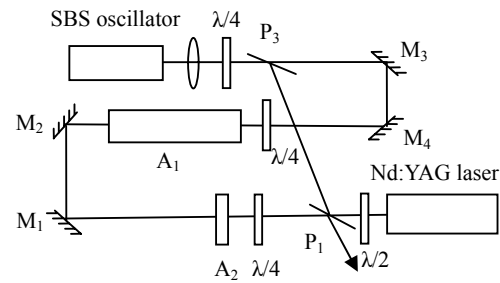 SBS oscillator
λ/4
P3
M3
M2
A1
λ/4
M4
Nd:YAG laser
M1
A2
λ/4
P1
λ/2